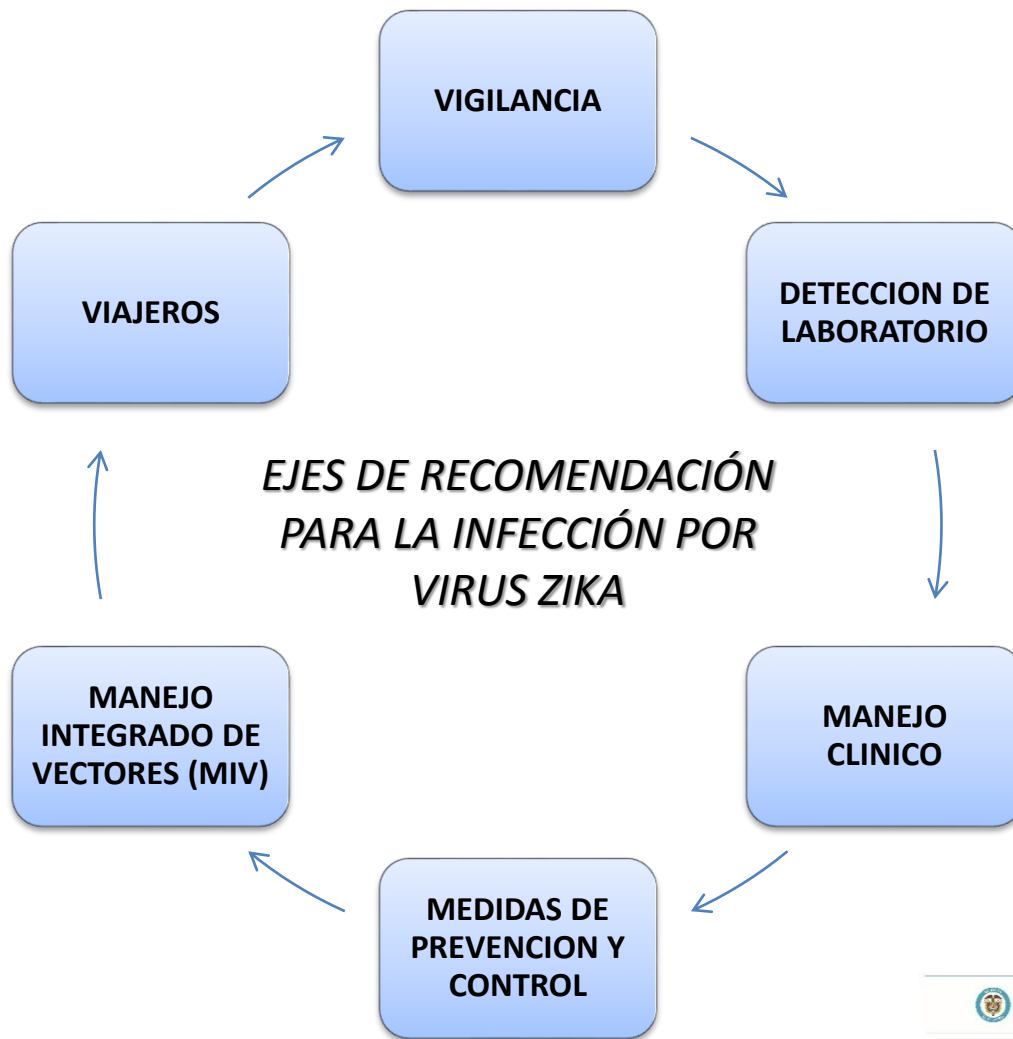 VIGILANCIA
DETECCION DE
LABORATORIO
MANEJO
CLINICO
MEDIDAS DE
PREVENCION Y
CONTROL
MANEJO
INTEGRADO DE
VECTORES (MIV)
VIAJEROS
EJES DE RECOMENDACIÓN
PARA LA INFECCIÓN POR
VIRUS ZIKA